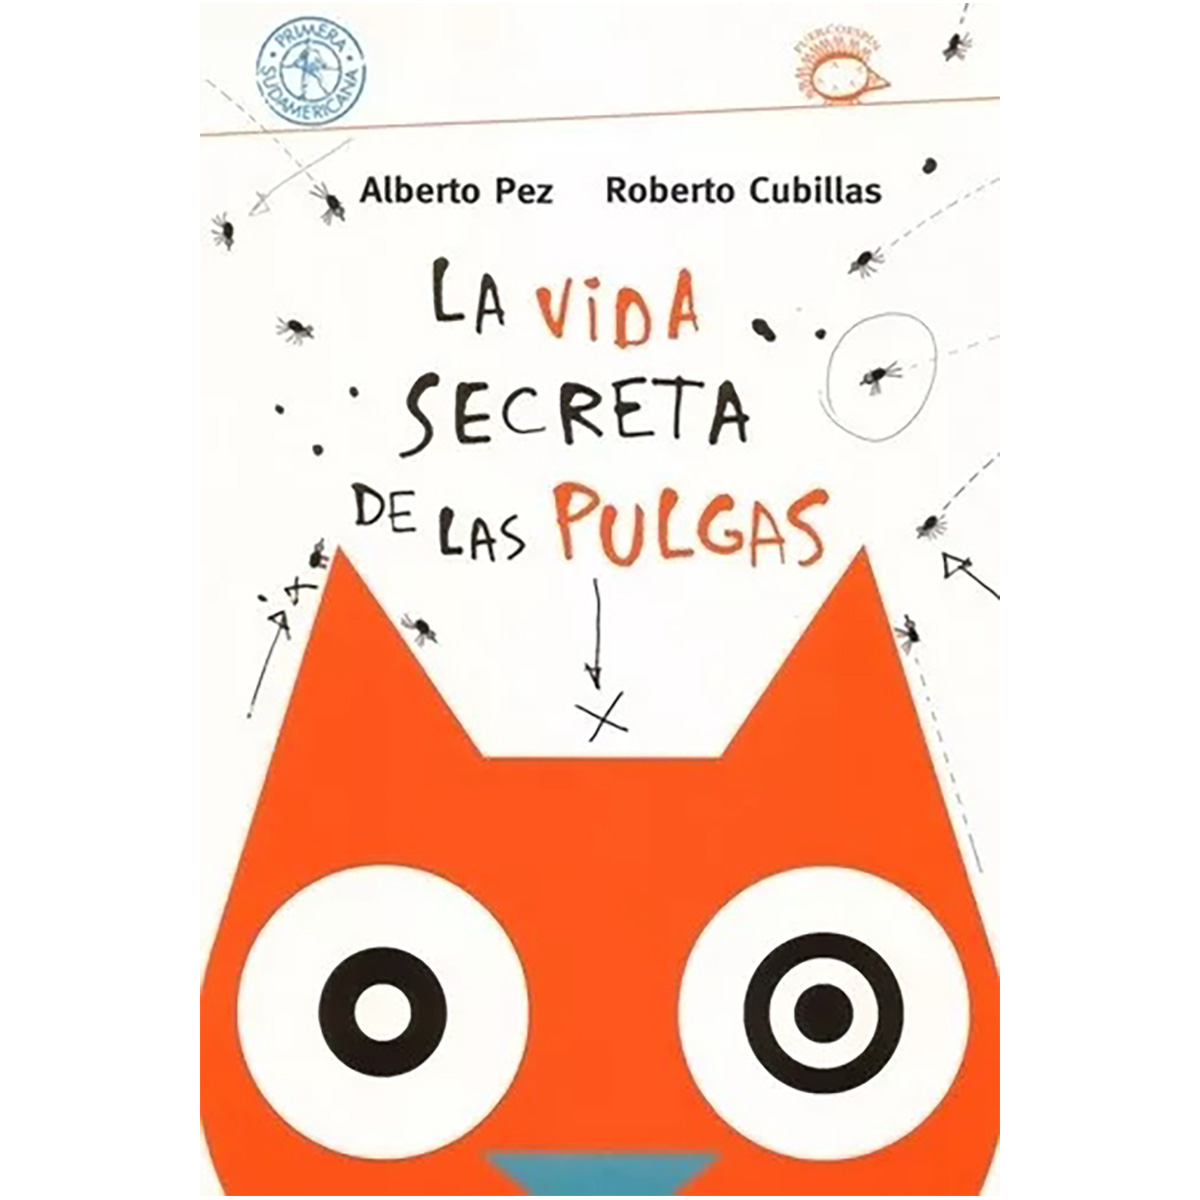 PRIMERA
SUDAMERICANA
PUERCOESPÍN
Alberto Pez Roberto Cubillas
LA ViDA
SECRETA
DE LAS PULGAS